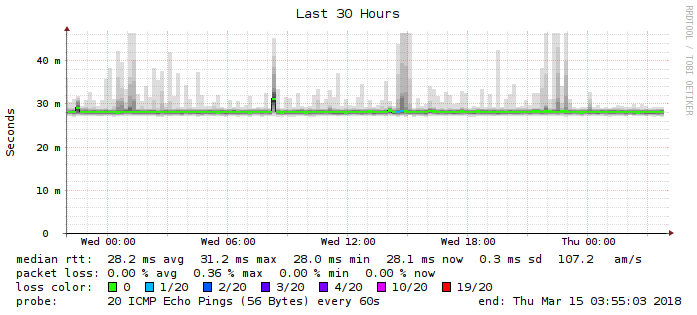 Last 30 Hours
RRDTOOL / TOBI OETIKER
Seconds
40 m
30 m
20 m
10 m
0
Wed 00:00 Wed 06:00 Wed 12:00 Wed 18:00 Thu 00:00
median rtt: 28.2 ms avg 31.2 ms max 28.0 ms min 28.1 ms now 0.3 ms sd 107.2 am/s
packet loss: 0.00 % avg 0.36 % max 0.00 % min 0.00 % now
loss color: 0 1/20 2/20 3/20 4/20 10/20 19/20
probe: 20 ICMP Echo Pings (56 Bytes) every 60s end: Thu Mar 15 03:55:03 2018